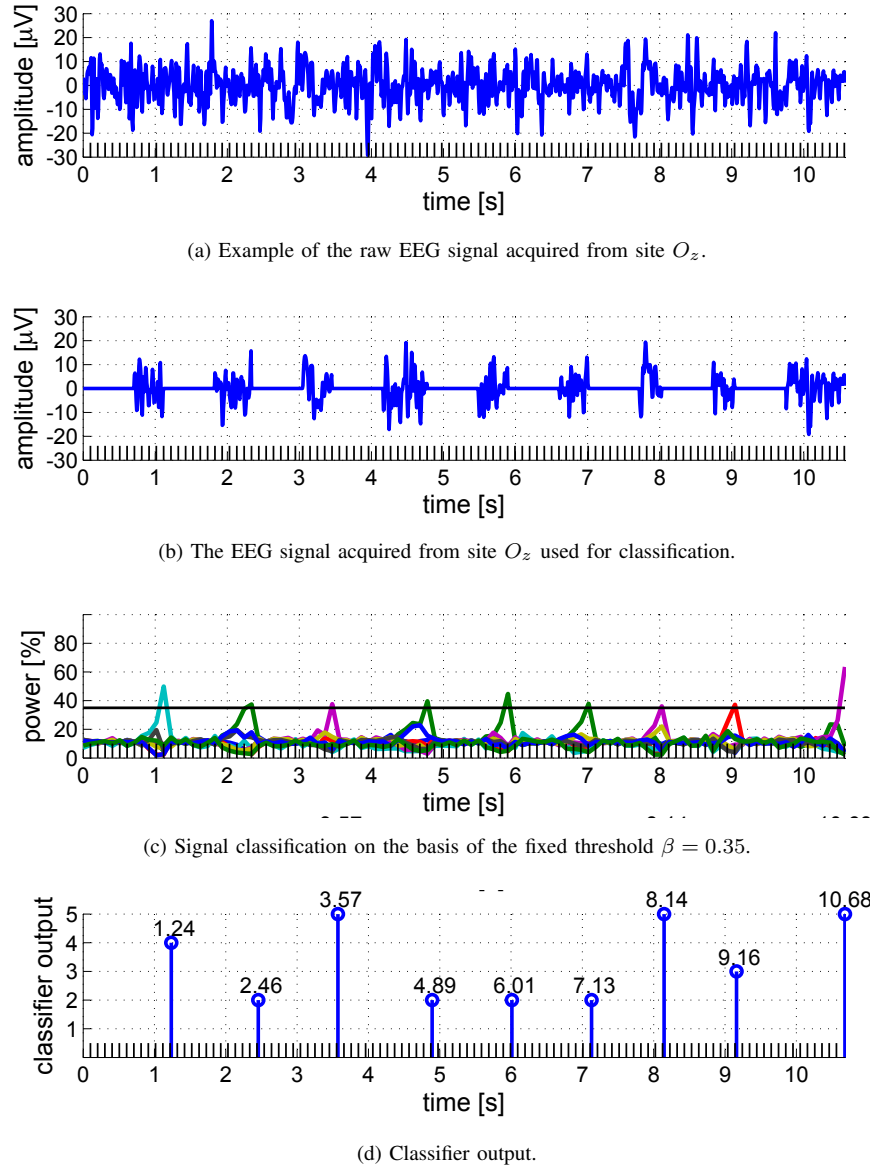 30
20
10
0
-10
-20
-30
amplitude [μV]
0 1 2 3 4 5 6 7 8 9 10
time [s]
(a) Example of the raw EEG signal acquired from site O_z.
30
20
10
0
-10
-20
-30
amplitude [μV]
0 1 2 3 4 5 6 7 8 9 10
time [s]
(b) The EEG signal acquired from site O_z used for classification.
80
60
40
20
0
power [%]
0 1 2 3 4 5 6 7 8 9 10
time [s]
(c) Signal classification on the basis of the fixed threshold β = 0.35.
5
4
3
2
1
classifier output
1.24 2.46 3.57 4.89 6.01 7.13 8.14 9.16 10.68
0 1 2 3 4 5 6 7 8 9 10
time [s]
(d) Classifier output.